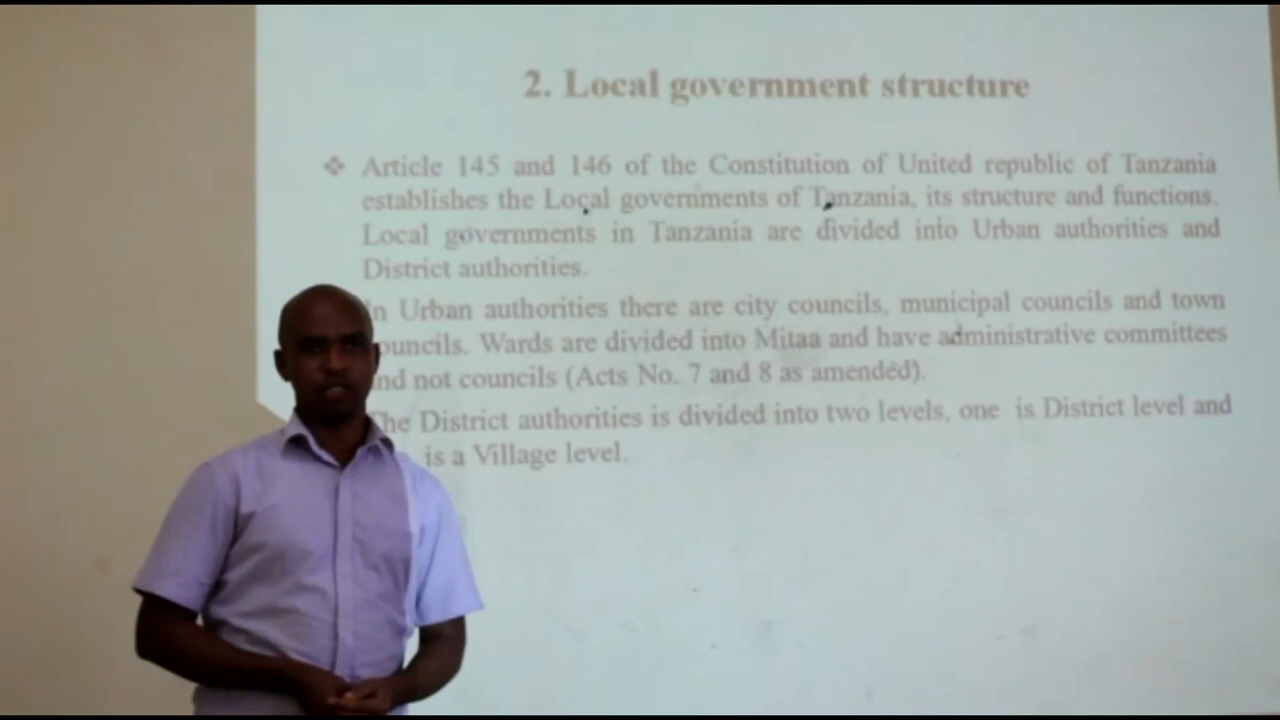 2. Local government structure
❖ Article 145 and 146 of the Constitution of United republic of Tanzania
establishes the Local governments of Tanzania, its structure and functions.
Local governments in Tanzania are divided into Urban authorities and
District authorities.
n Urban authorities there are city councils, municipal councils and town
ouncils. Wards are divided into Mitaa and have administrative committees
nd not councils (Acts No. 7 and 8 as amended).
he District authorities is divided into two levels, one is District level and
is a Village level.